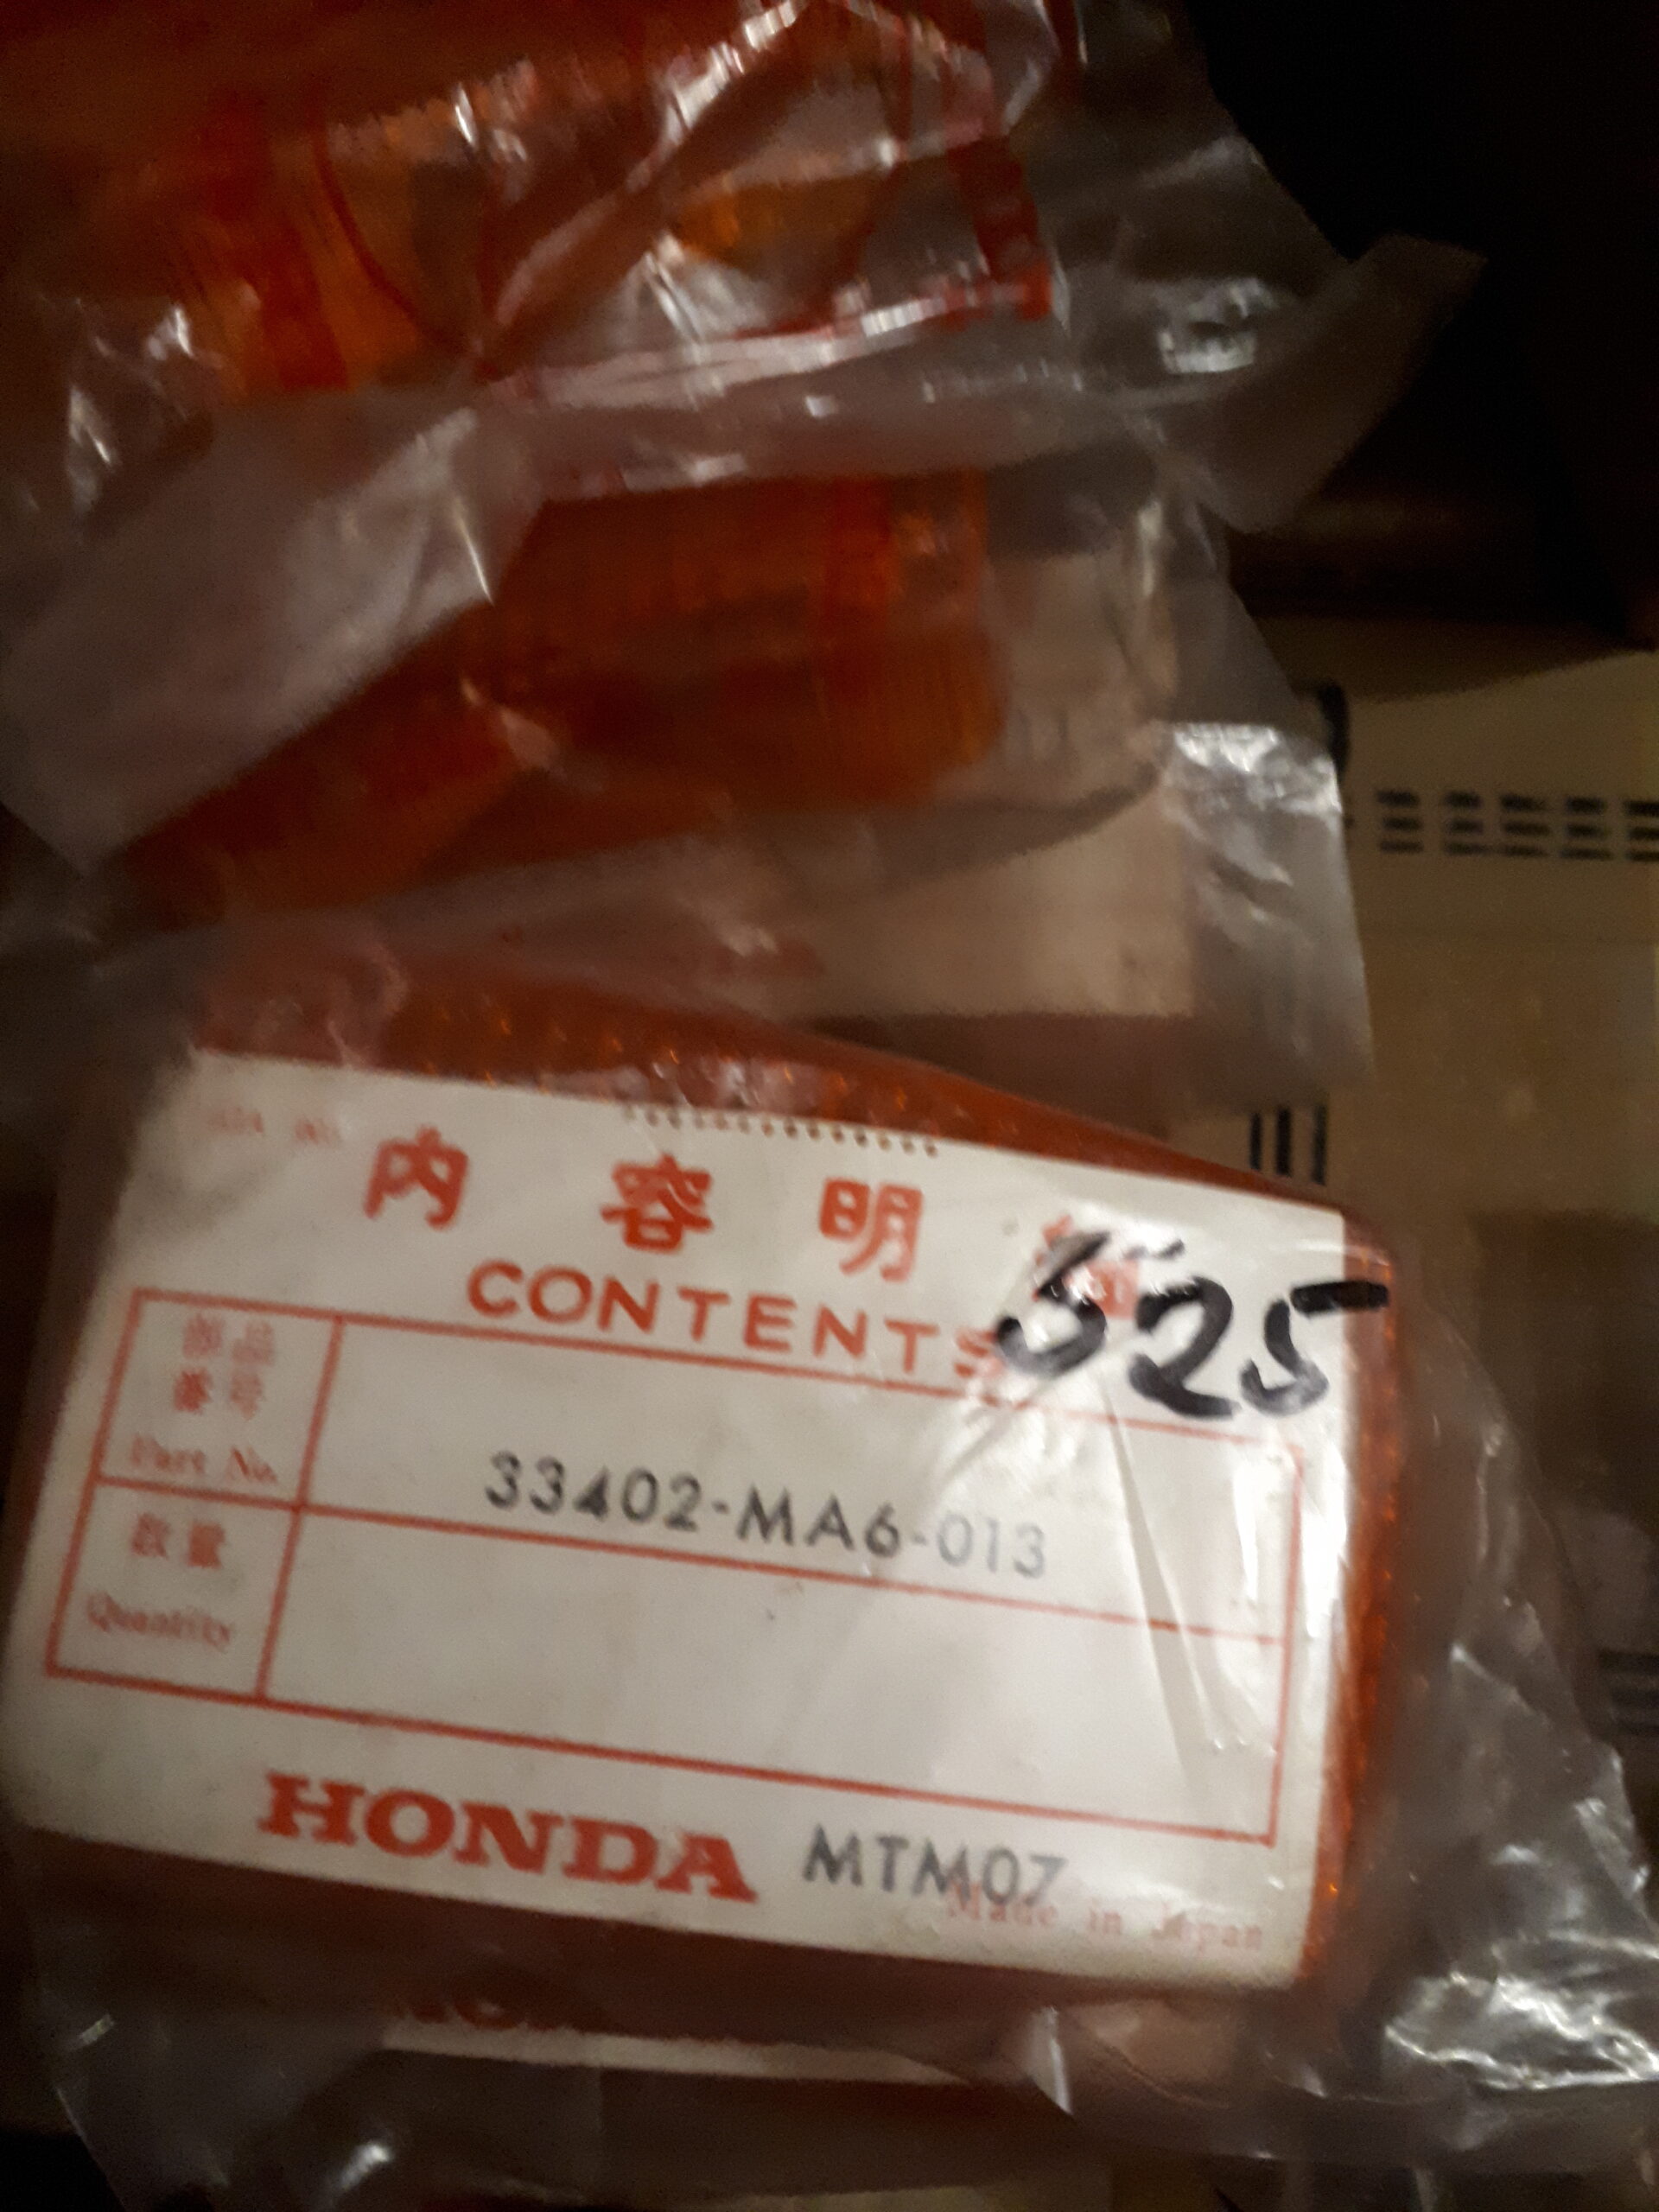 内容明
CONTENTS
525
部品
番号
Part No.
33402-MA6-013
数量
Quantity
HONDA
MTM07
Made in Japan